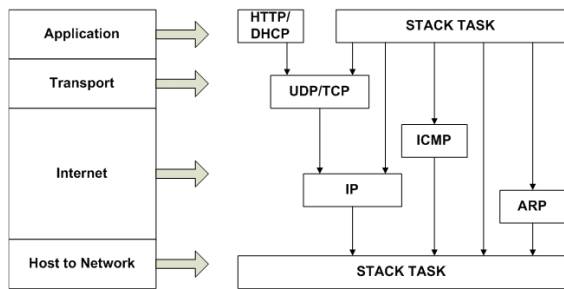 Application
Transport
Internet
Host to Network
HTTP/
DHCP
STACK TASK
UDP/TCP
ICMP
IP
ARP
STACK TASK